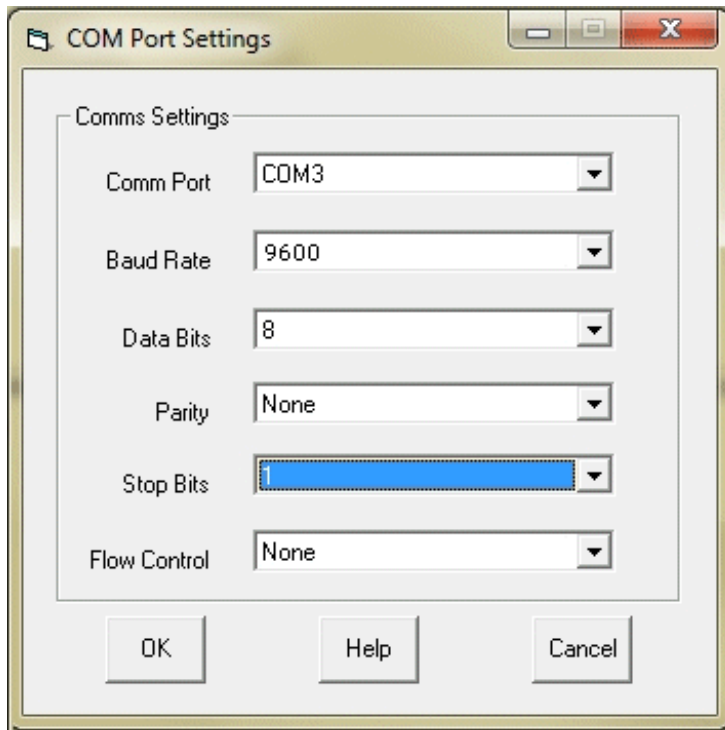 COM Port Settings
Comms Settings
Comm Port COM3
Baud Rate 9600
Data Bits 8
Parity None
Stop Bits 1
Flow Control None
OK Help Cancel